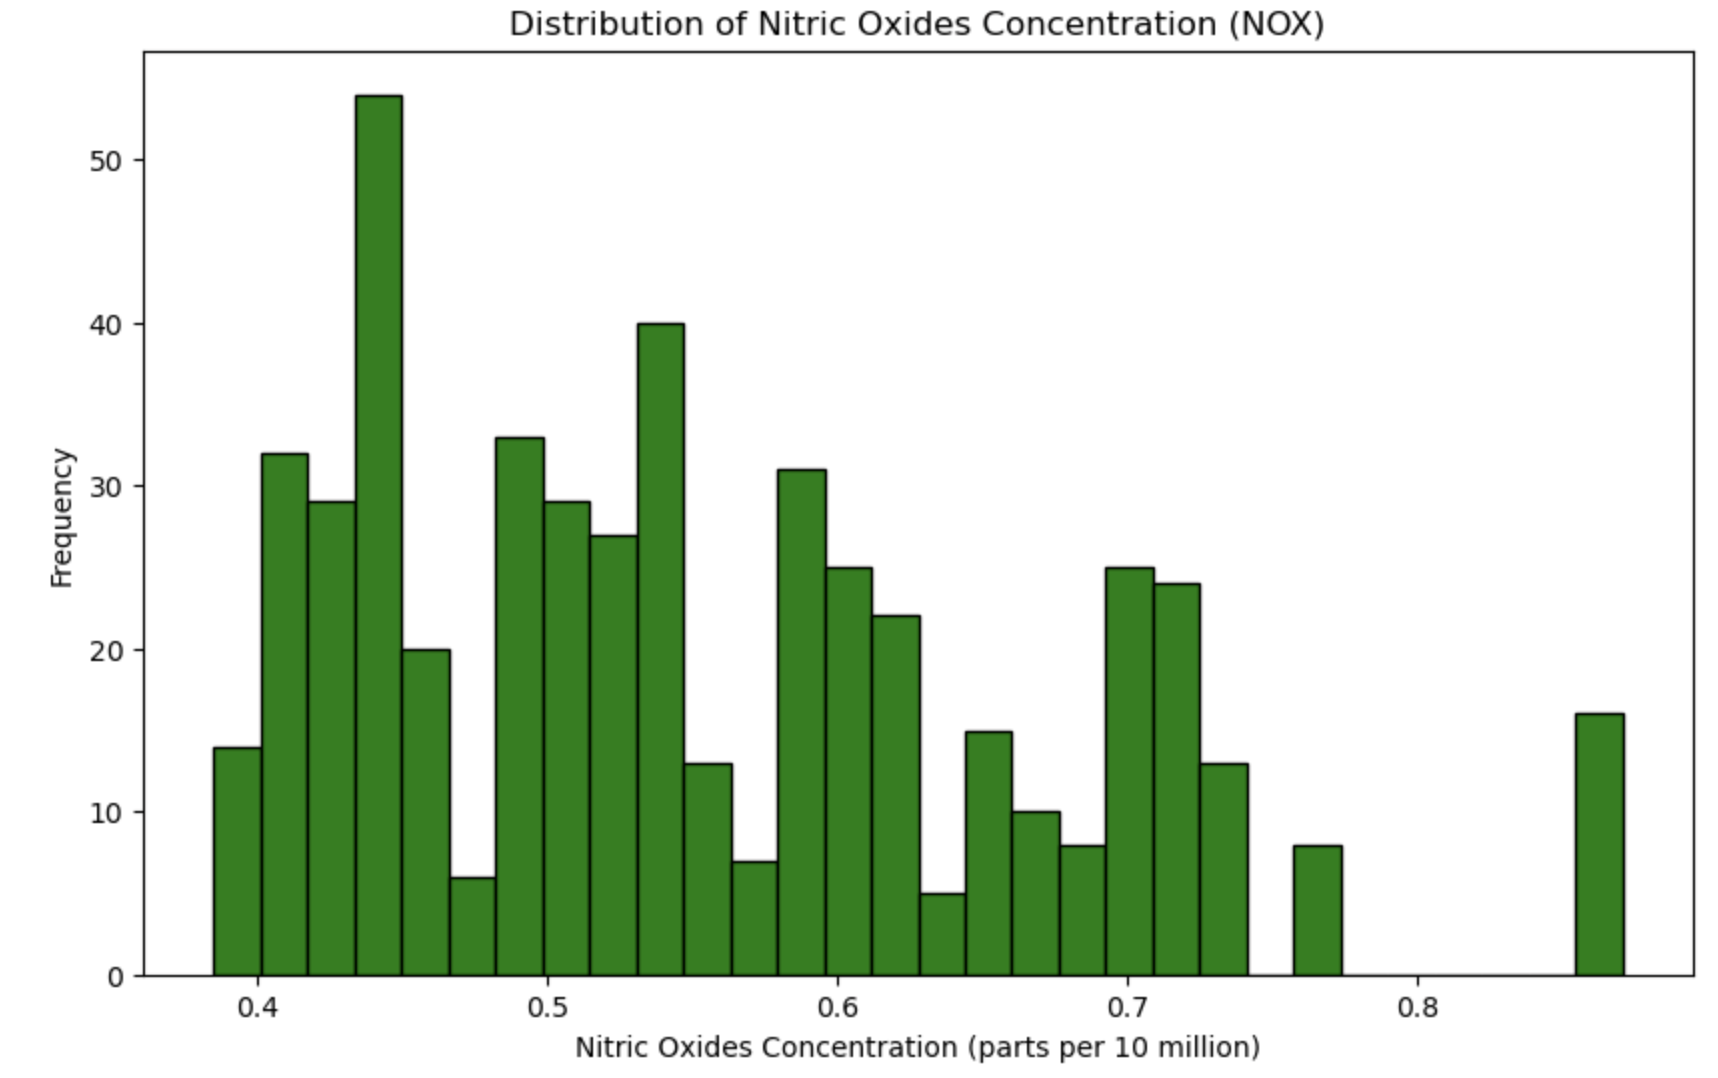 Distribution of Nitric Oxides Concentration (NOX)
50
40
30
20
10
0
Frequency
0.4 0.5 0.6 0.7 0.8
Nitric Oxides Concentration (parts per 10 million)